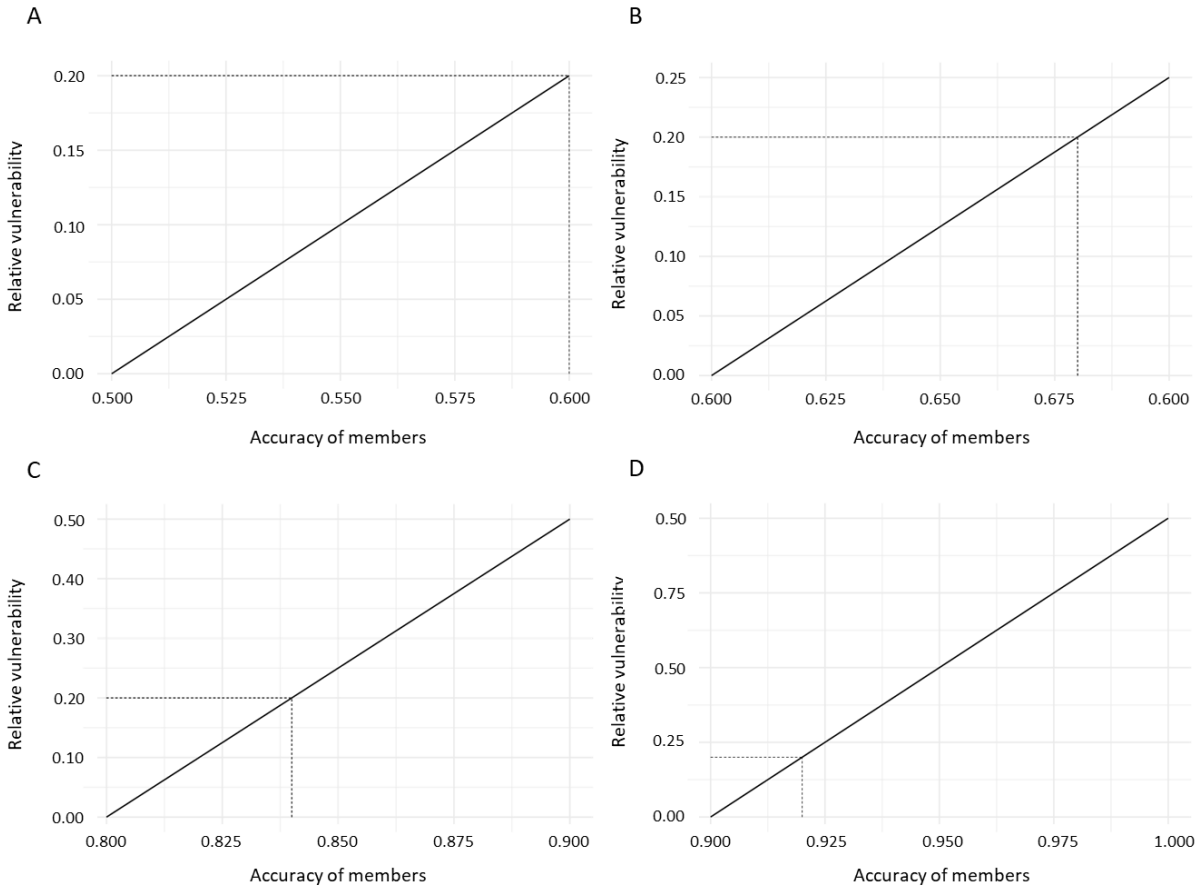 A
Relative vulnerability
0.20
0.15
0.10
0.05
0.00
0.500 0.525 0.550 0.575 0.600
Accuracy of members
B
Relative vulnerability
0.25
0.20
0.15
0.10
0.05
0.00
0.600 0.625 0.650 0.675 0.600
Accuracy of members
C
Relative vulnerability
0.50
0.40
0.30
0.20
0.10
0.00
0.800 0.825 0.850 0.875 0.900
Accuracy of members
D
Relative vulnerability
0.50
0.75
0.50
0.25
0.00
0.900 0.925 0.950 0.975 1.000
Accuracy of members